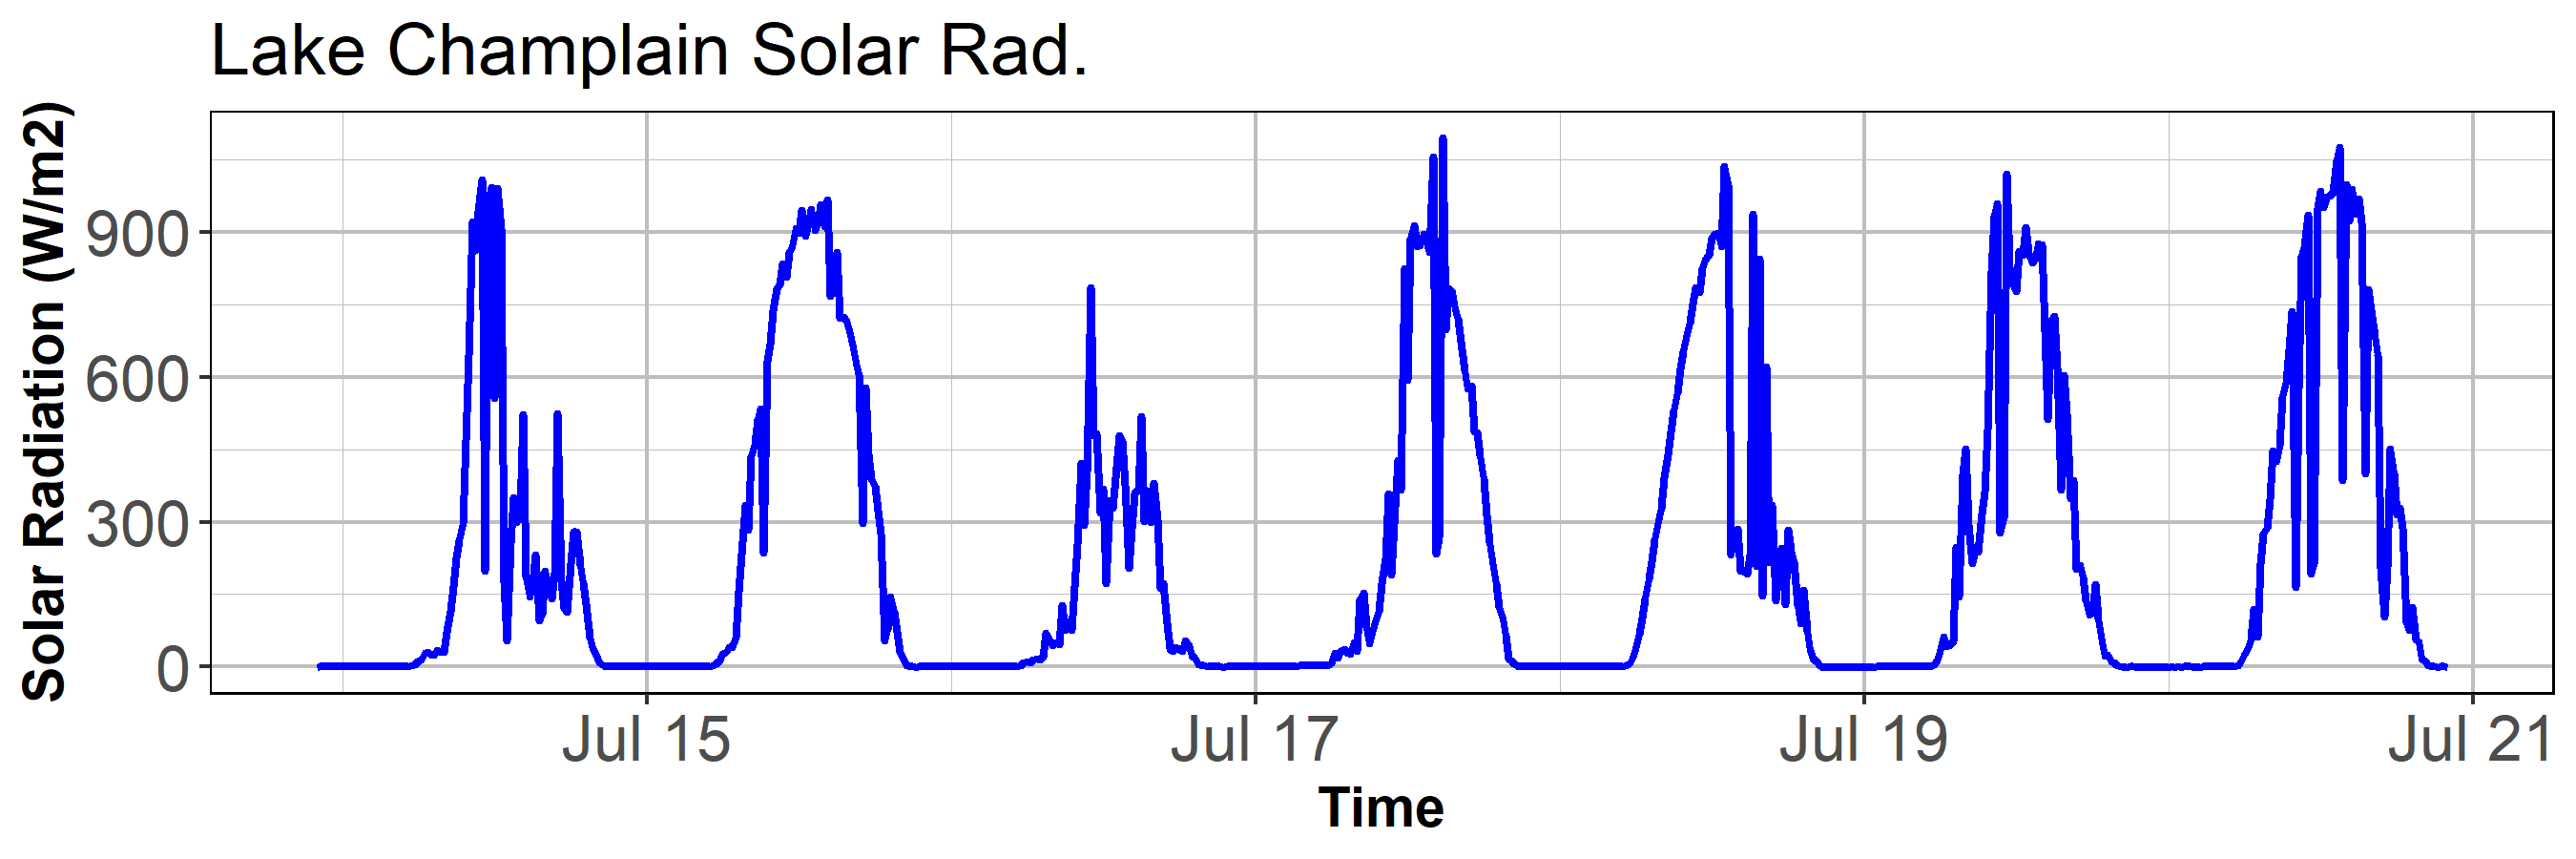 Lake Champlain Solar Rad.
Solar Radiation (W/m2)
900
600
300
0
Jul 15
Jul 17
Jul 19
Jul 21
Time